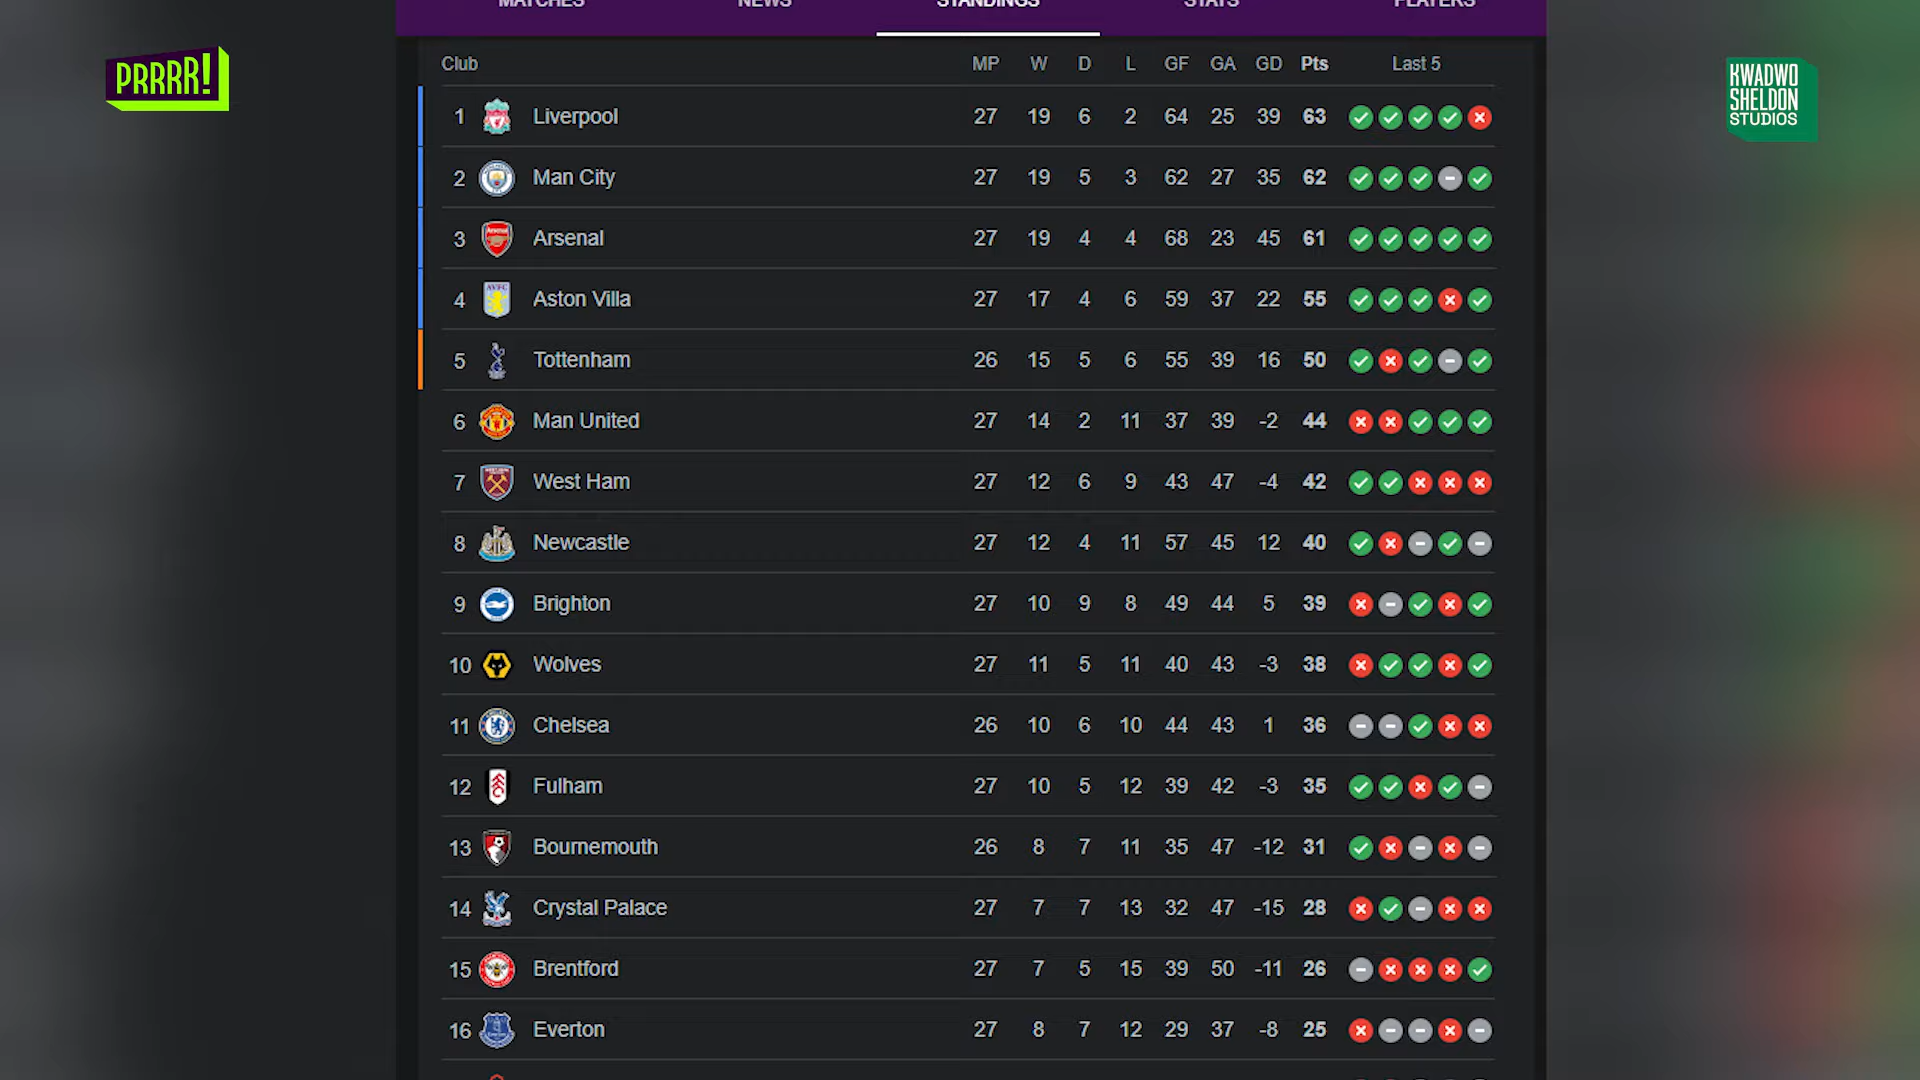 MATCHES NEWS STANDINGS STATS PLAYERS
PRRRR!
KWADWO
SHELDON
STUDIOS
Club MP W D L GF GA GD Pts Last 5
1 Liverpool 27 19 6 2 64 25 39 63
2 Man City 27 19 5 3 62 27 35 62
3 Arsenal 27 19 4 4 68 23 45 61
4 Aston Villa 27 17 4 6 59 37 22 55
5 Tottenham 26 15 5 6 55 39 16 50
6 Man United 27 14 2 11 37 39 -2 44
7 West Ham 27 12 6 9 43 47 -4 42
8 Newcastle 27 12 4 11 57 45 12 40
9 Brighton 27 10 9 8 49 44 5 39
10 Wolves 27 11 5 11 40 43 -3 38
11 Chelsea 26 10 6 10 44 43 1 36
12 Fulham 27 10 5 12 39 42 -3 35
13 Bournemouth 26 8 7 11 35 47 -12 31
14 Crystal Palace 27 7 7 13 32 47 -15 28
15 Brentford 27 7 5 15 39 50 -11 26
16 Everton 27 8 7 12 29 37 -8 25